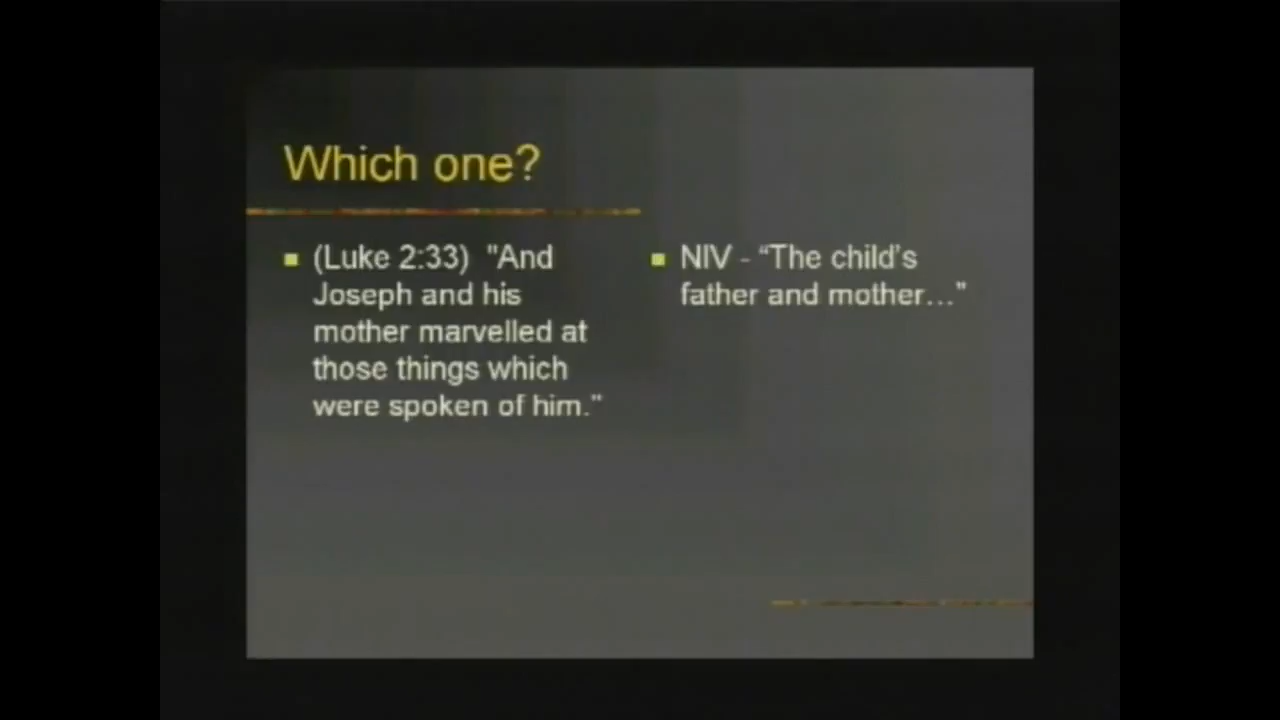 Which one?
(Luke 2:33) "And
Joseph and his
mother marvelled at
those things which
were spoken of him.”
NIV - “The child’s
father and mother…”